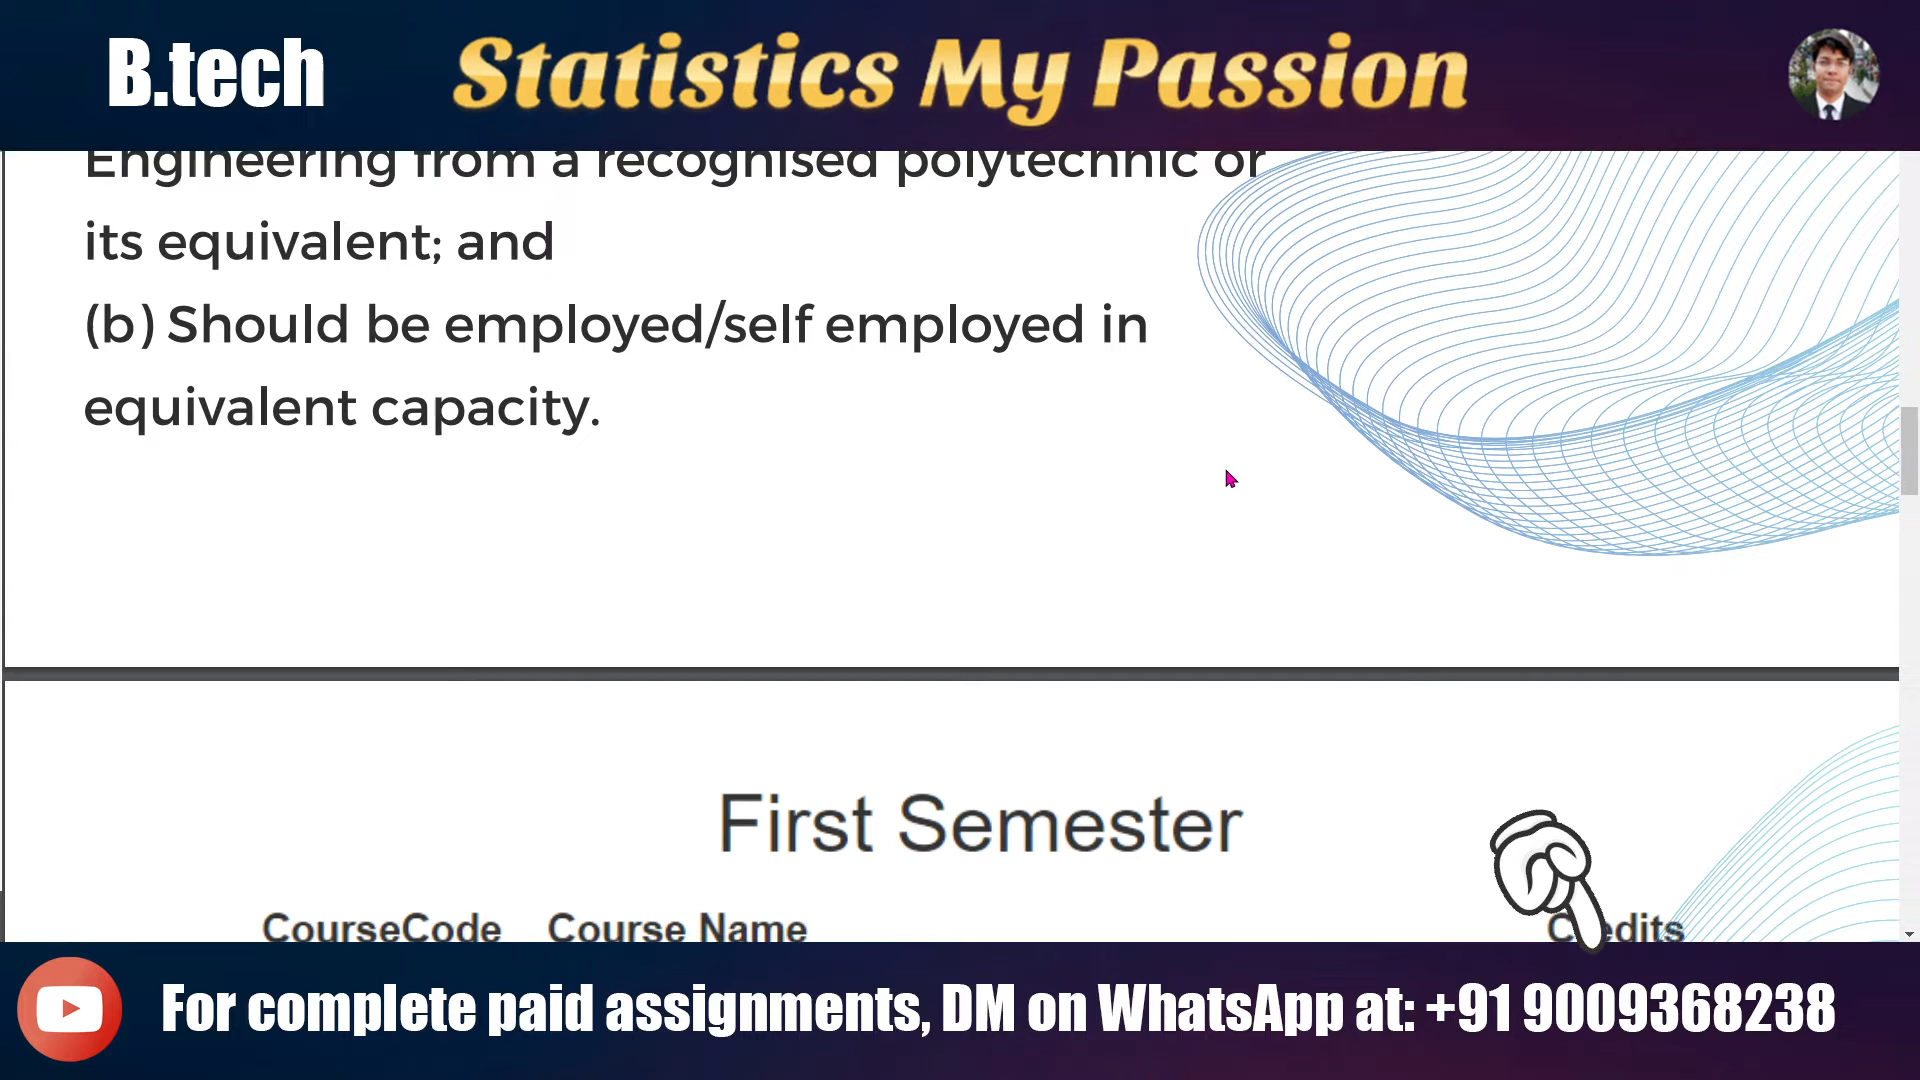 B.tech Statistics My Passion
Engineering from a recognised polytechnic or
its equivalent; and
(b) Should be employed/self employed in
equivalent capacity.
First Semester
CourseCode Course Name Credits
For complete paid assignments, DM on WhatsApp at: +91 9009368238